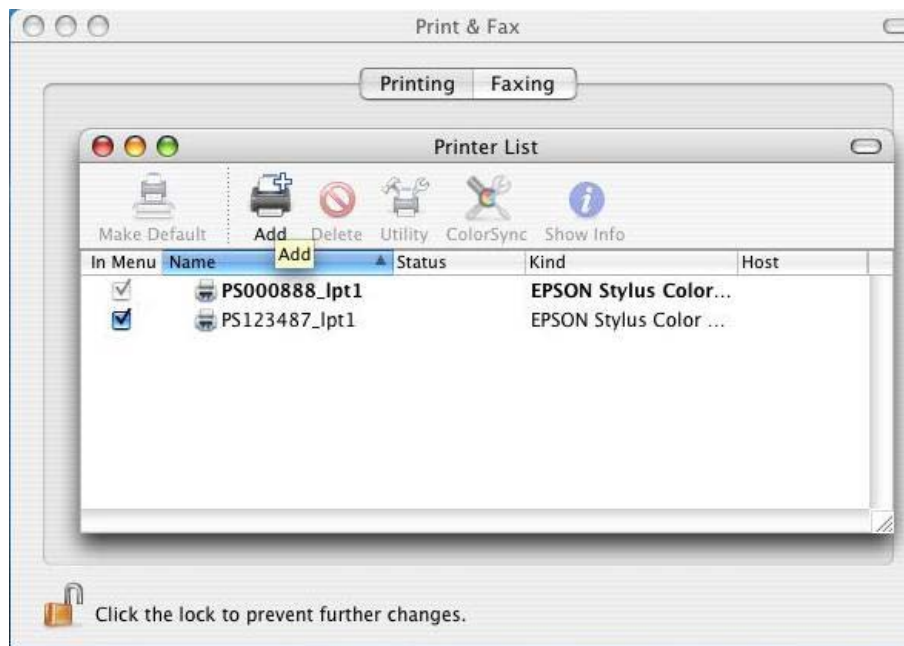 Print & Fax
Printing Faxing
Printer List
Make Default Add Delete Utility ColorSync Show Info
Add
In Menu Name Status Kind Host
PS000888_lpt1 EPSON Stylus Color...
PS123487_lpt1 EPSON Stylus Color ...
Click the lock to prevent further changes.